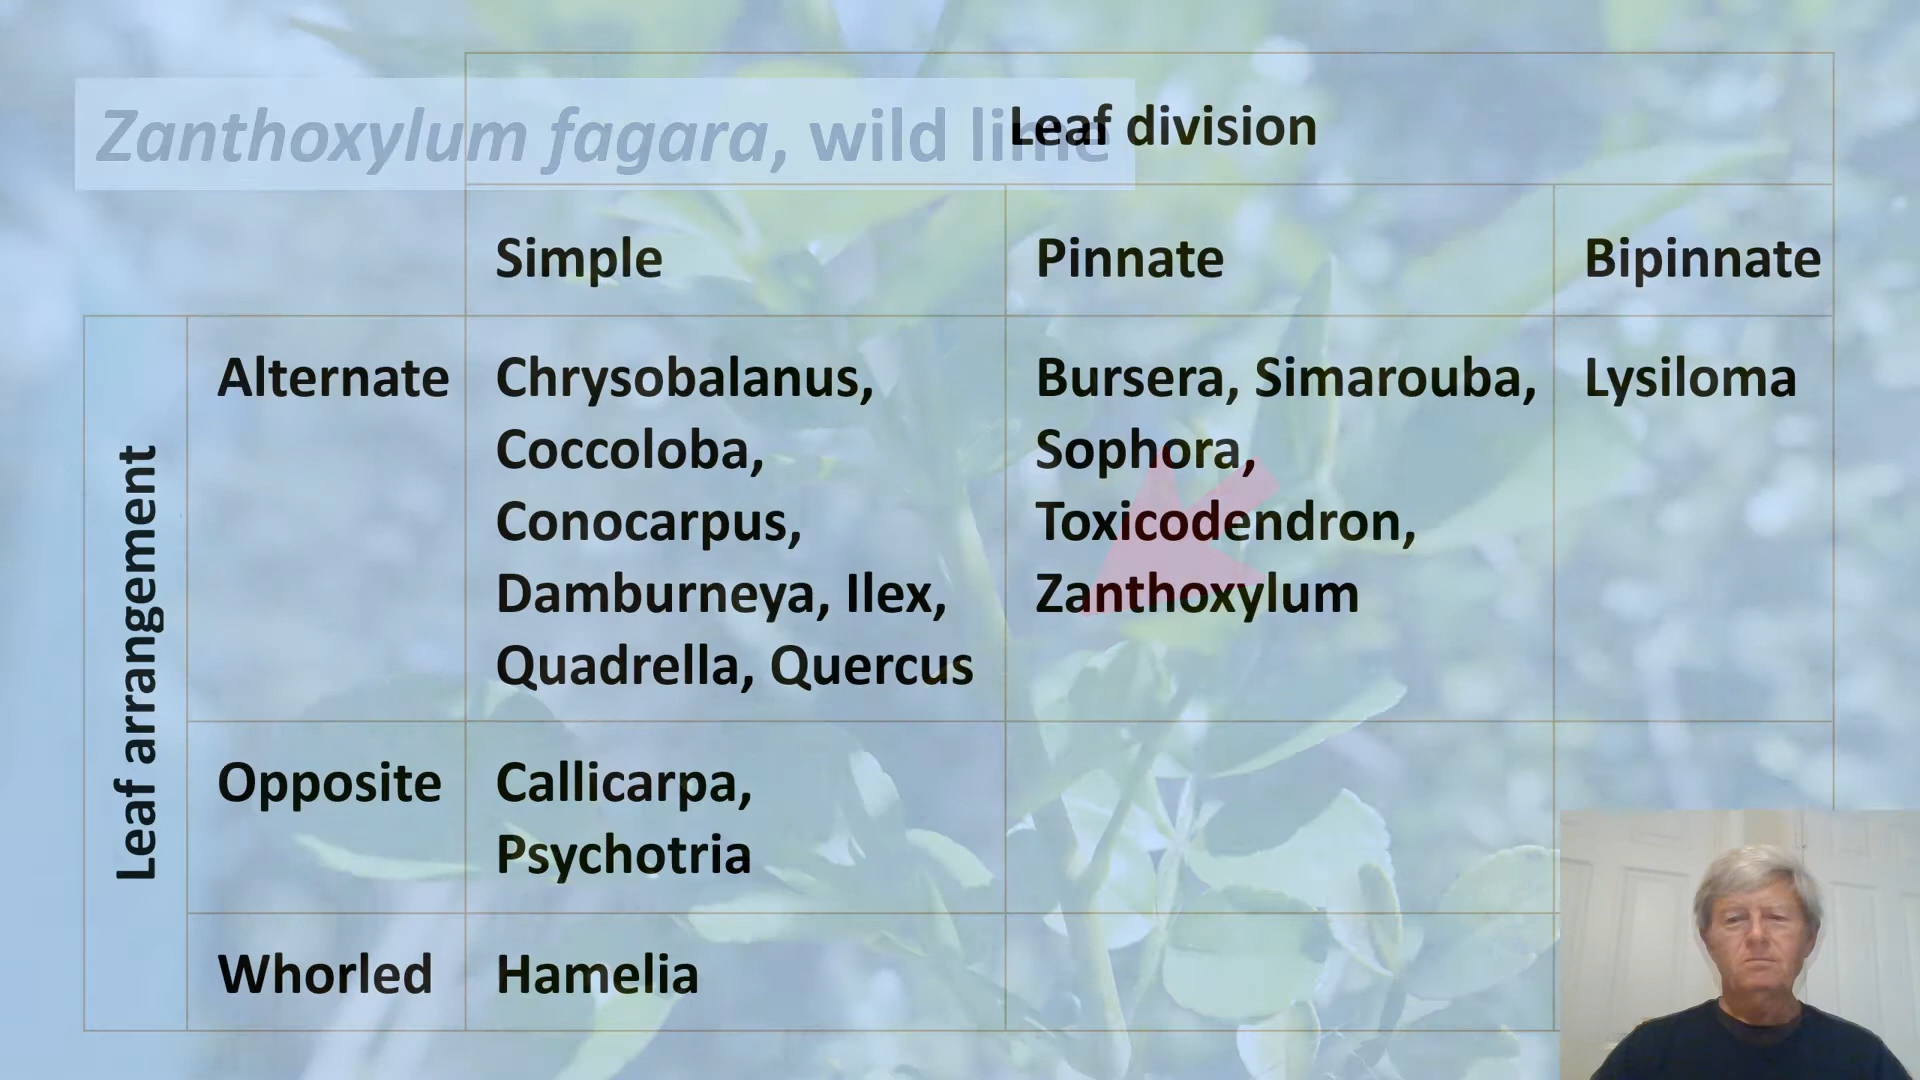 Zanthoxylum fagara, wild lime
Leaf division
Simple
Pinnate
Bipinnate
Leaf arrangement
Alternate
Chrysobalanus,
Coccoloba,
Conocarpus,
Damburneya, Ilex,
Quadrella, Quercus
Bursera, Simarouba,
Sophora,
Toxicodendron,
Zanthoxylum
Lysiloma
Opposite
Callicarpa,
Psychotria
Whorled
Hamelia